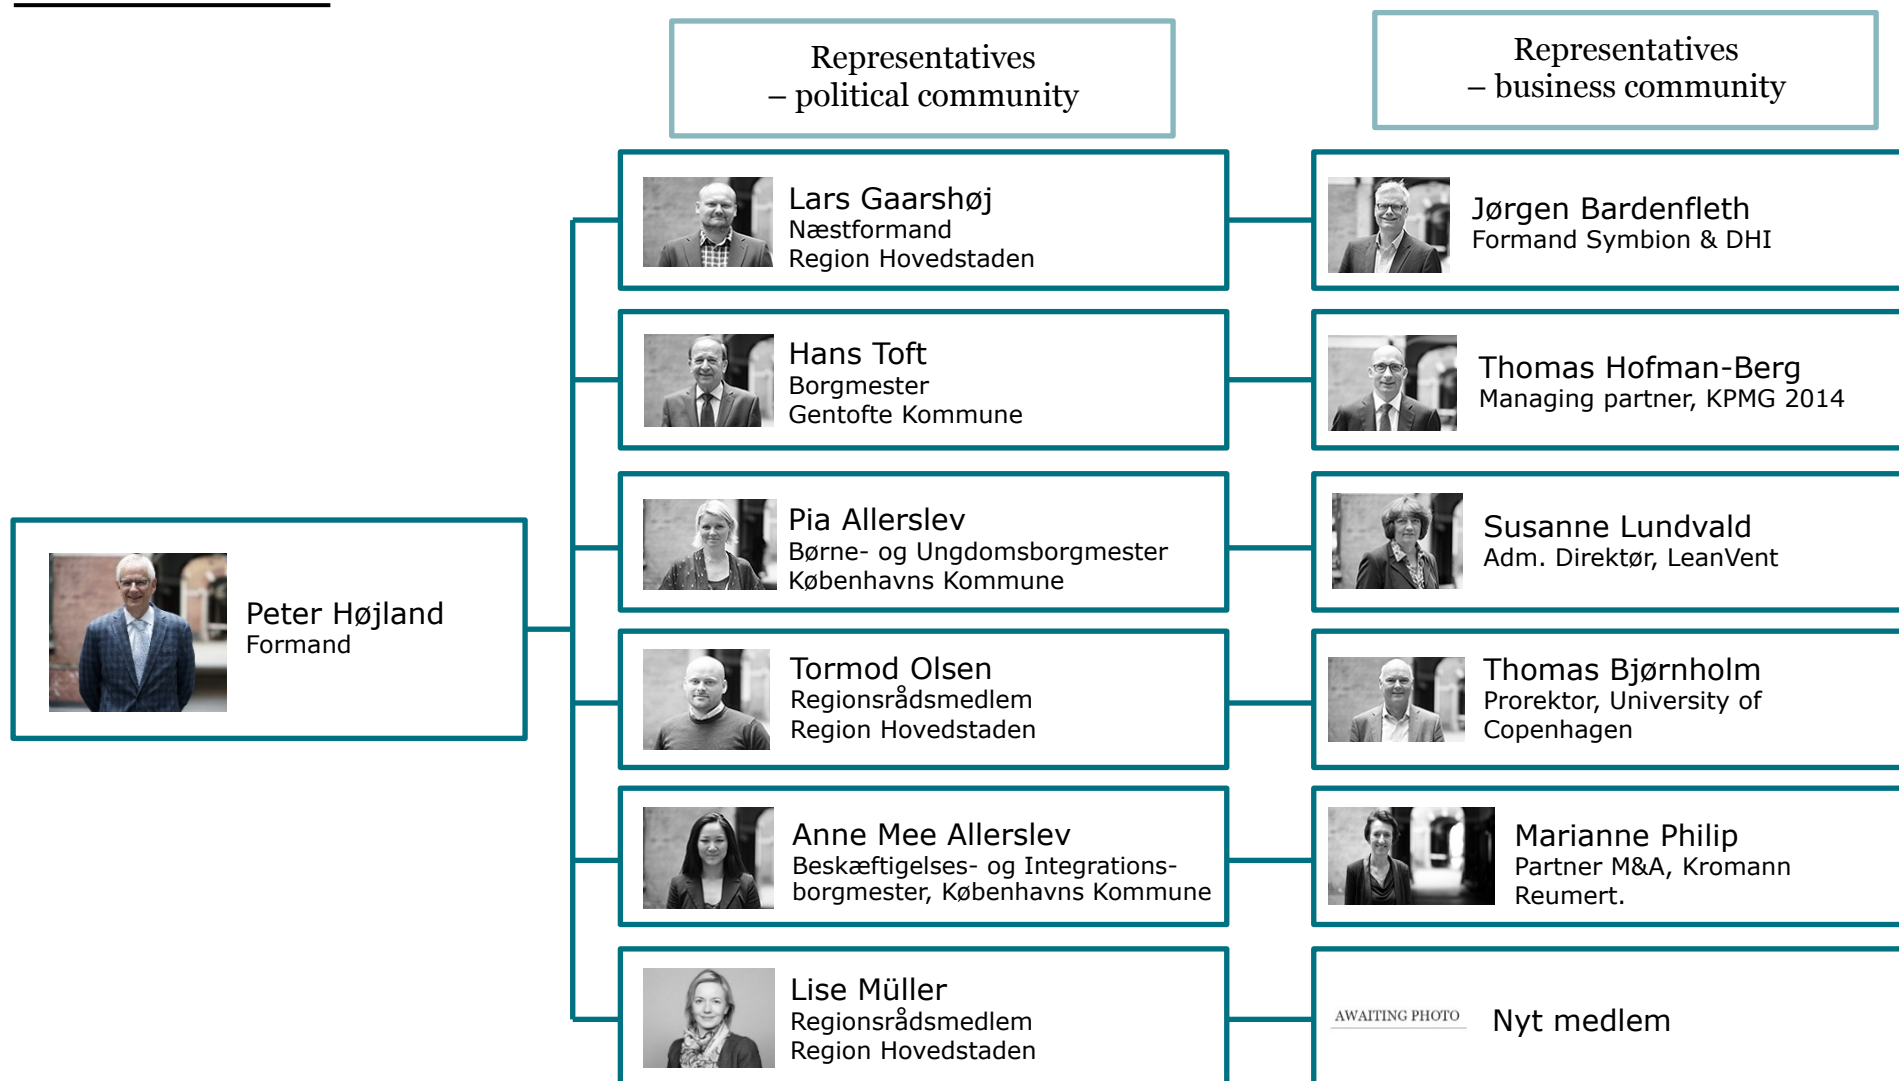 Representatives
– political community
Representatives
– business community
Peter Højland
Formand
Lars Gaarshøj
Næstformand
Region Hovedstaden
Jørgen Bardenfleth
Formand Symbion & DHI
Hans Toft
Borgmester
Gentofte Kommune
Thomas Hofman-Berg
Managing partner, KPMG 2014
Pia Allerslev
Børne- og Ungdomsborgmester
Københavns Kommune
Susanne Lundvald
Adm. Direktør, LeanVent
Tormod Olsen
Regionsrådsmedlem
Region Hovedstaden
Thomas Bjørnholm
Prorektor, University of
Copenhagen
Anne Mee Allerslev
Beskæftigelses- og Integrations-
borgmester, Københavns Kommune
Marianne Philip
Partner M&A, Kromann
Reumert.
Lise Müller
Regionsrådsmedlem
Region Hovedstaden
AWAITING PHOTO
Nyt medlem